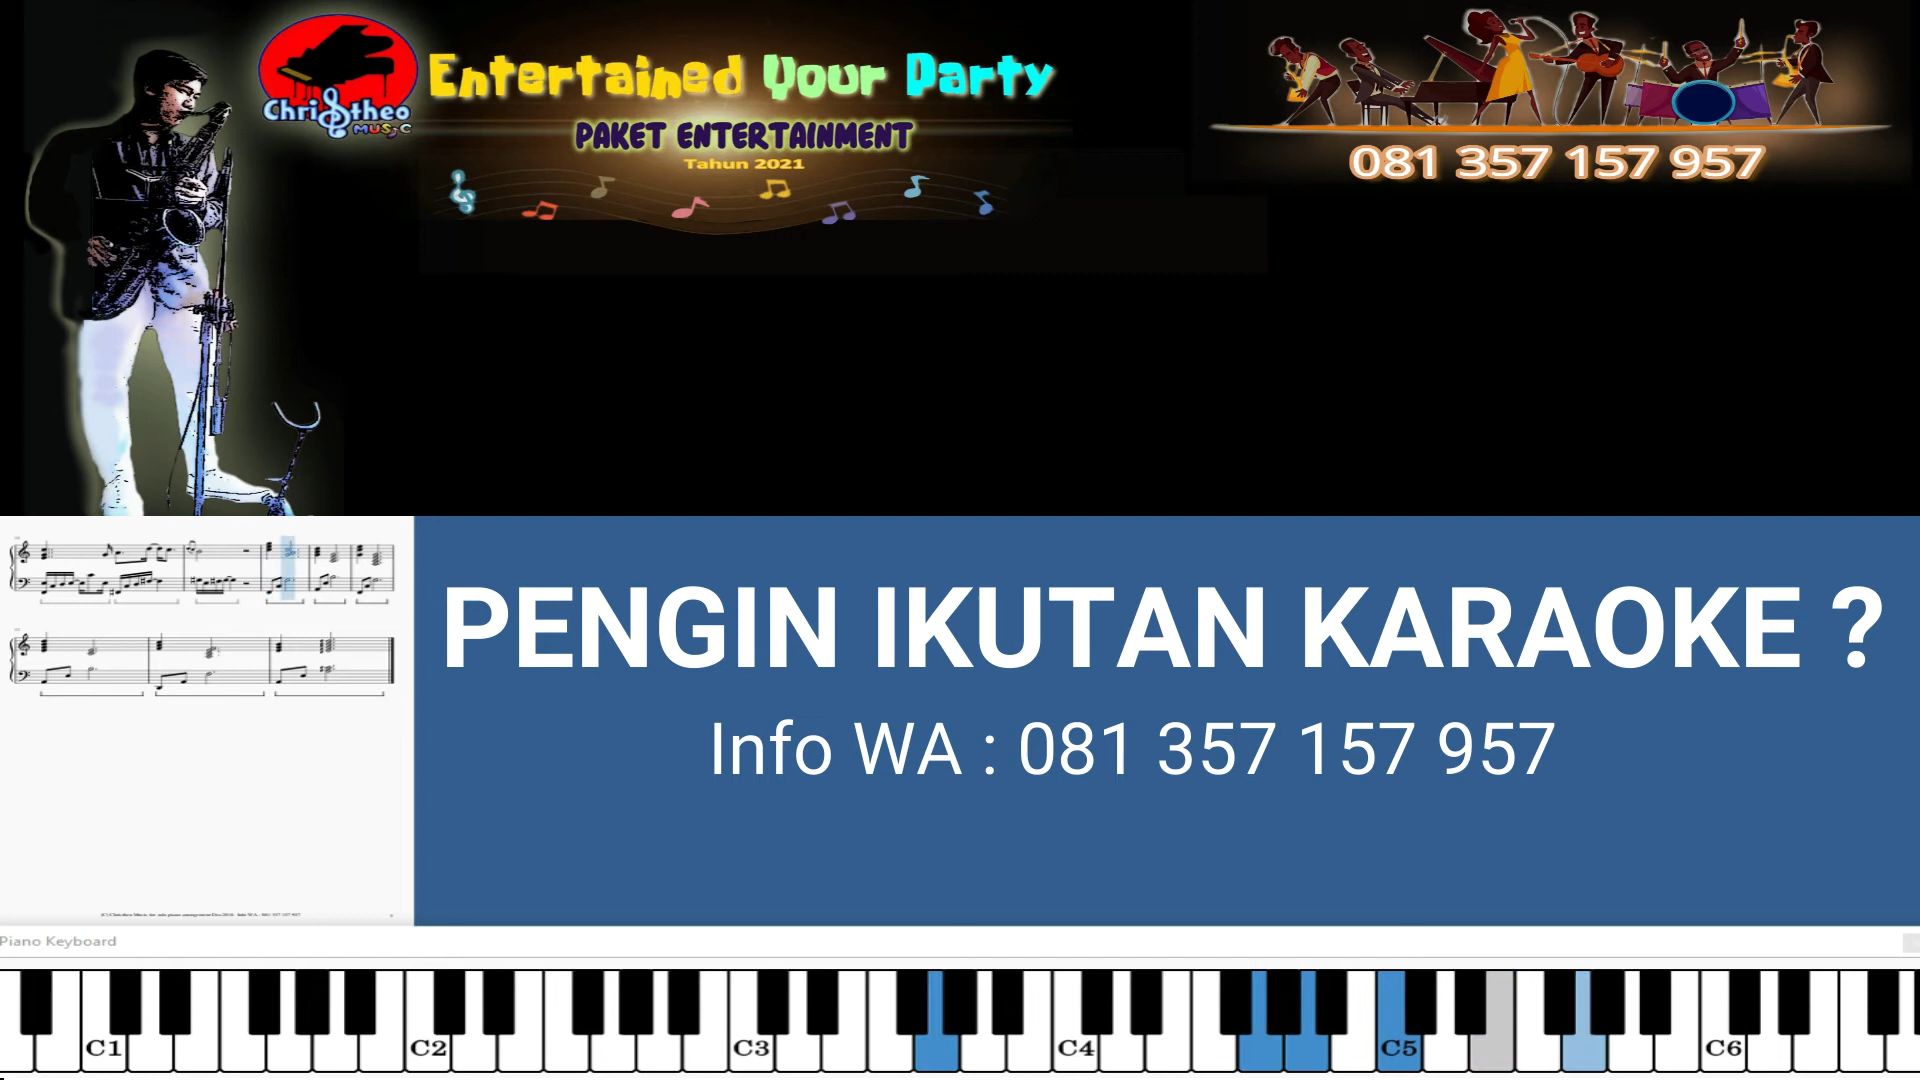 Chris theo
MUSIC
Entertained Your Party
PAKET ENTERTAINMENT
Tahun 2021
081 357 157 957
PENGIN IKUTAN KARAOKE ?
Info WA : 081 357 157 957
Piano Keyboard
C1 C2 C3 C4 C5 C6